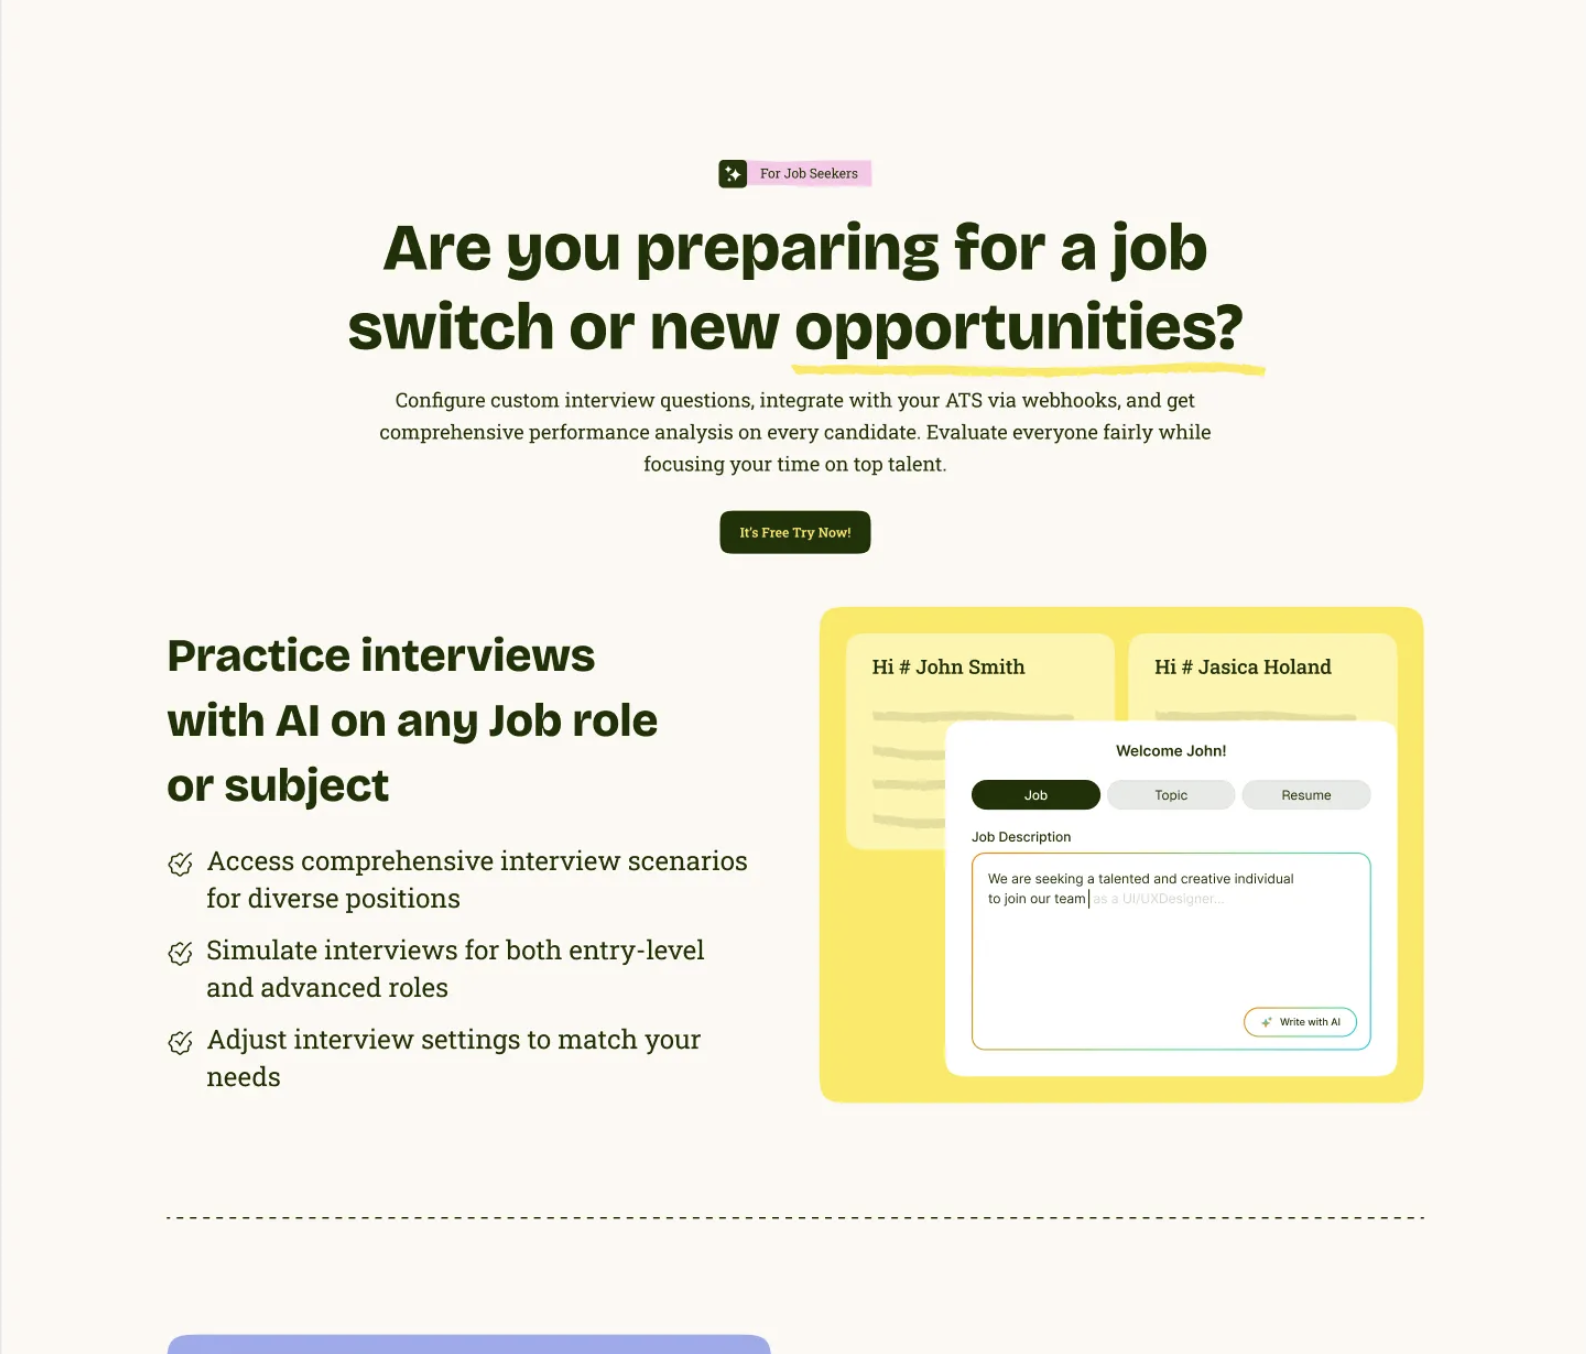 For Job Seekers
Are you preparing for a job
switch or new opportunities?
Configure custom interview questions, integrate with your ATS via webhooks, and get
comprehensive performance analysis on every candidate. Evaluate everyone fairly while
focusing your time on top talent.
It's Free Try Now!
Practice interviews
with AI on any Job role
or subject
Access comprehensive interview scenarios
for diverse positions
Simulate interviews for both entry-level
and advanced roles
Adjust interview settings to match your
needs
Hi # John Smith
Hi # Jasica Holand
Welcome John!
Job
Topic
Resume
Job Description
We are seeking a talented and creative individual
to join our team as a UI/UXDesigner...
Write with AI